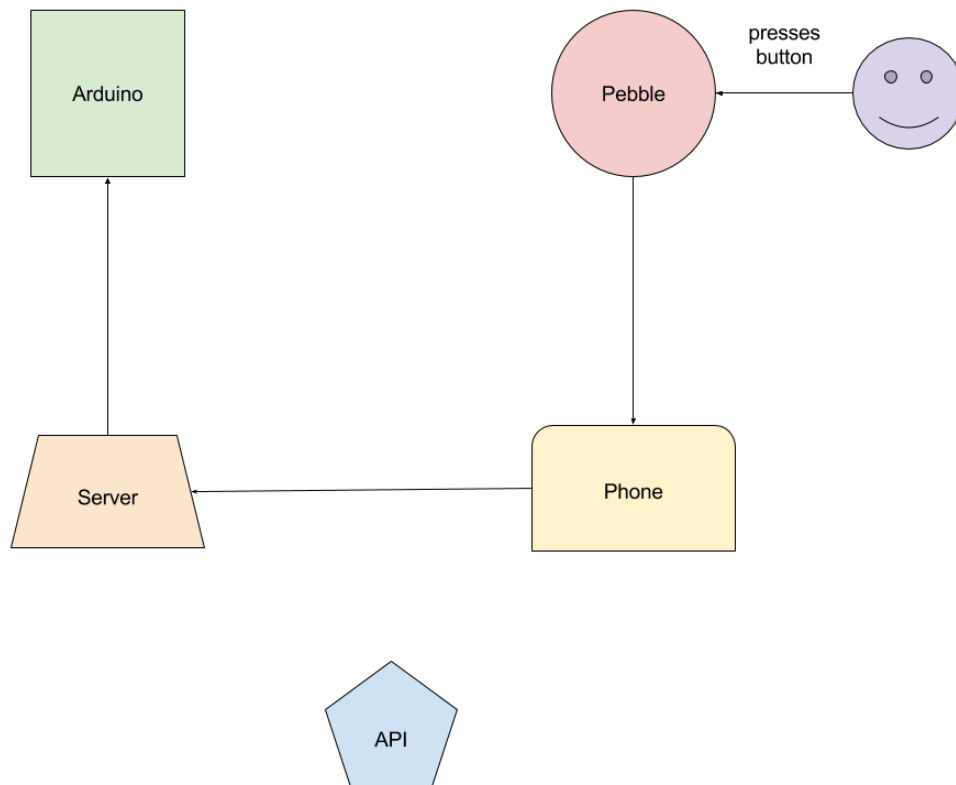 Arduino
Pebble
presses
button
Server
Phone
API